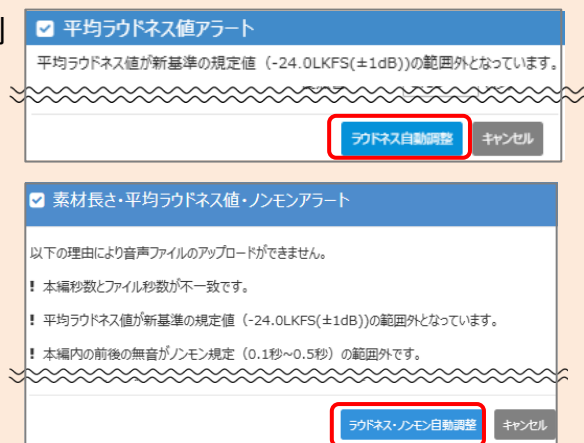 平均ラウドネス値アラート
平均ラウドネス値が新基準の規定値（-24.0LKFS(±1dB))の範囲外となっています。
ラウドネス自動調整 キャンセル
素材長さ・平均ラウドネス値・ノンモンアラート
以下の理由により音声ファイルのアップロードができません。
! 本編秒数とファイル秒数が不一致です。
! 平均ラウドネス値が新基準の規定値（-24.0LKFS(±1dB))の範囲外となっています。
! 本編内の前後の無音がノンモン規定（0.1秒~0.5秒）の範囲外です。
ラウドネス・ノンモン自動調整 キャンセル